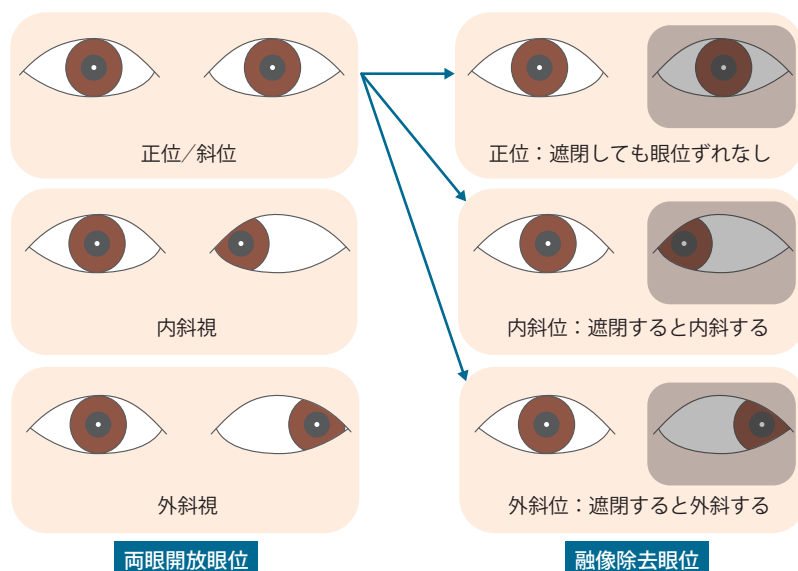 正位／斜位
正位：遮閉しても眼位ずれなし
内斜視
内斜位：遮閉すると内斜する
外斜視
外斜位：遮閉すると外斜する
両眼開放眼位
融像除去眼位